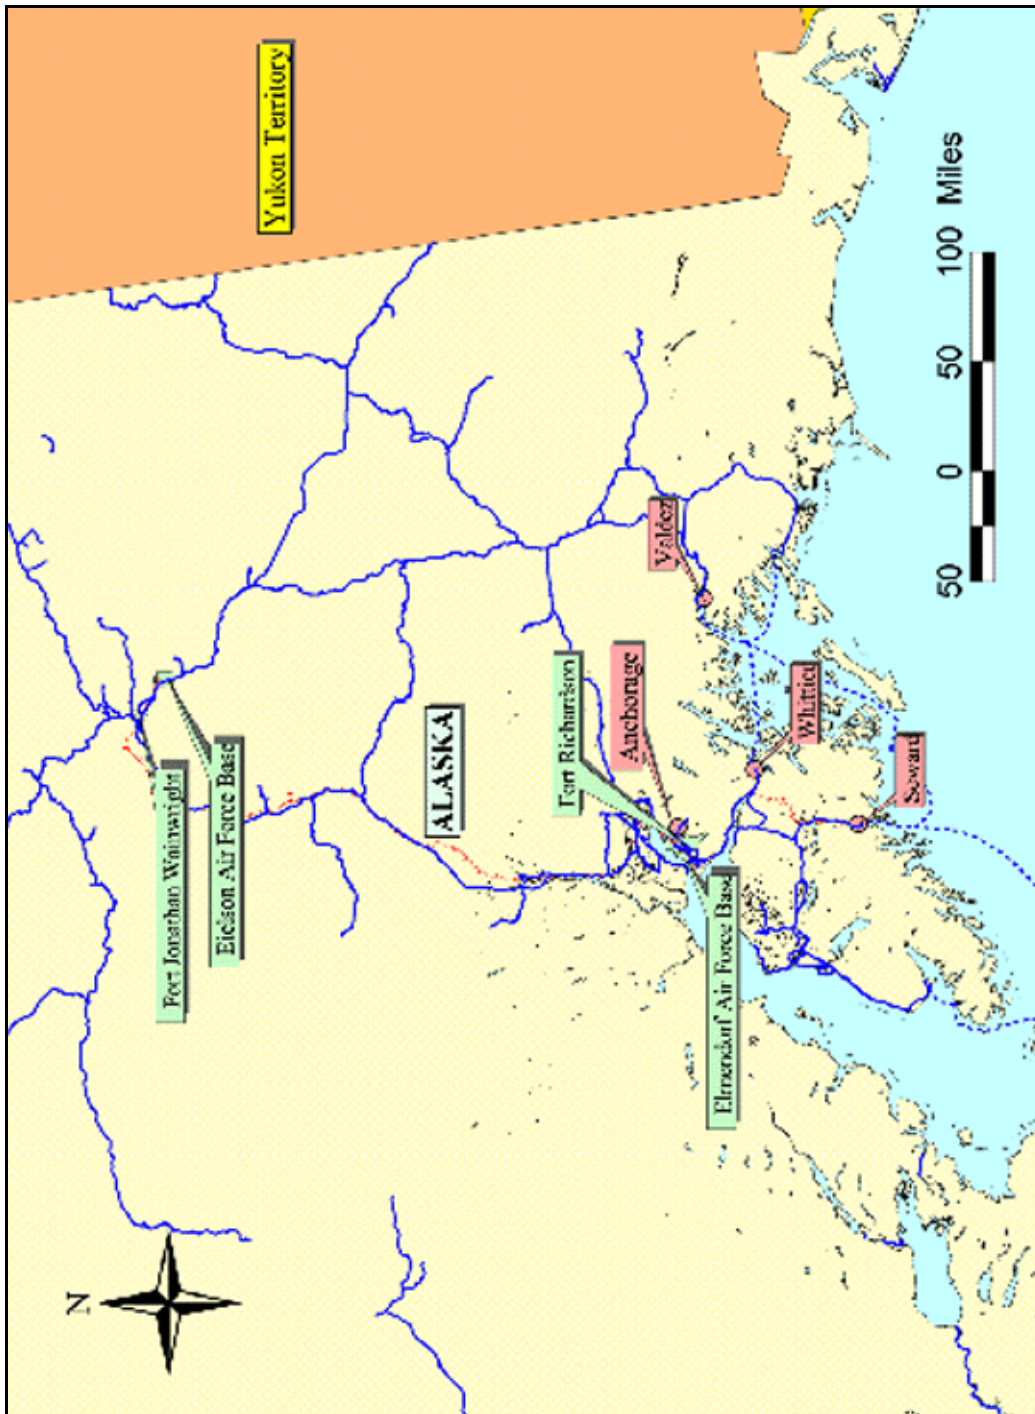 N
Yukon Territory
Fort Jonathan Wainwright
Eielson Air Force Base
ALASKA
Fort Richardson
Anchorage
Valdez
Elmendorf Air Force Base
Whittier
Seward
50 0 50 100 Miles